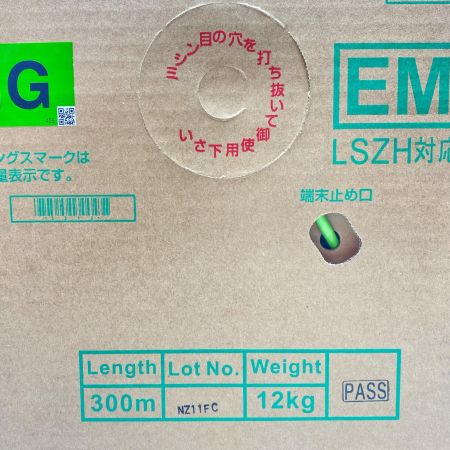 G
ミシン目の穴を打ち抜いて御使用下さい
EM
LSZH対応
ングスマークは
量表示です。
端末止め口
Length Lot No. Weight
300m NZ11FC 12kg
PASS